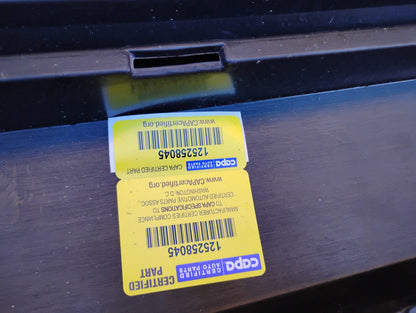 capa CERTIFIED AUTO PARTS
CERTIFIED
PART
125258045
MANUFACTURER CERTIFIES COMPLIANCE
TO CAPA SPECIFICATIONS TO
CERTIFIED AUTOMOTIVE PARTS ASSOC.
WASHINGTON, D.C.
www.CAPAcertified.org
capa CERTIFIED AUTO PARTS
CAPA CERTIFIED PART
125258045
www.CAPAcertified.org